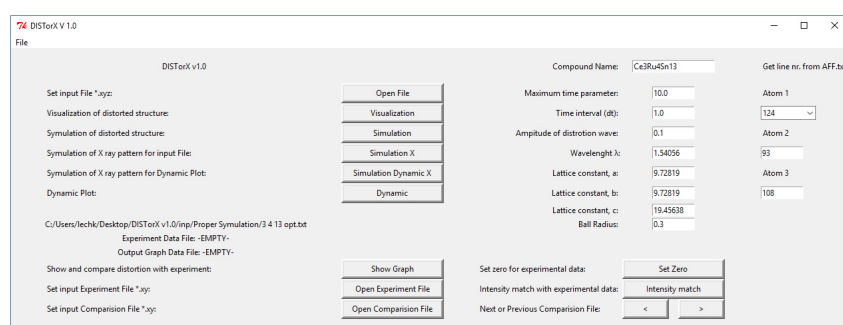 DISTorX V 1.0
File
DISTorX v1.0 Compound Name: Ce3Ru4Sn13 Get line nr. from AFF.tx
Set input File *.xyz: Open File Maximum time parameter: 10.0 Atom 1
Visualization of distorted structure: Visualization Time interval (dt): 1.0 124
Symulation of distorted structure: Simulation Amplitude of distrotion wave: 0.1 Atom 2
Symulation of X ray pattern for input File: Simulation X Wavelenght λ: 1.54056 93
Symulation of X ray pattern for Dynamic Plot: Simulation Dynamic X Lattice constant, a: 9.72819 Atom 3
Dynamic Plot: Dynamic Lattice constant, b: 9.72819 108
Lattice constant, c: 19.45638
C:/Users/lechk/Desktop/DISTorX v1.0/inp/Proper Symulation/3 4 13 opt.txt Ball Radius: 0.3
Experiment Data File: -EMPTY-
Output Graph Data File: -EMPTY-
Show and compare distortion with experiment: Show Graph Set zero for experimental data: Set Zero
Set input Experiment File *.xy: Open Experiment File Intensity match with experimental data: Intensity match
Set input Comparision File *.xy: Open Comparision File Next or Previous Comparision File: < >